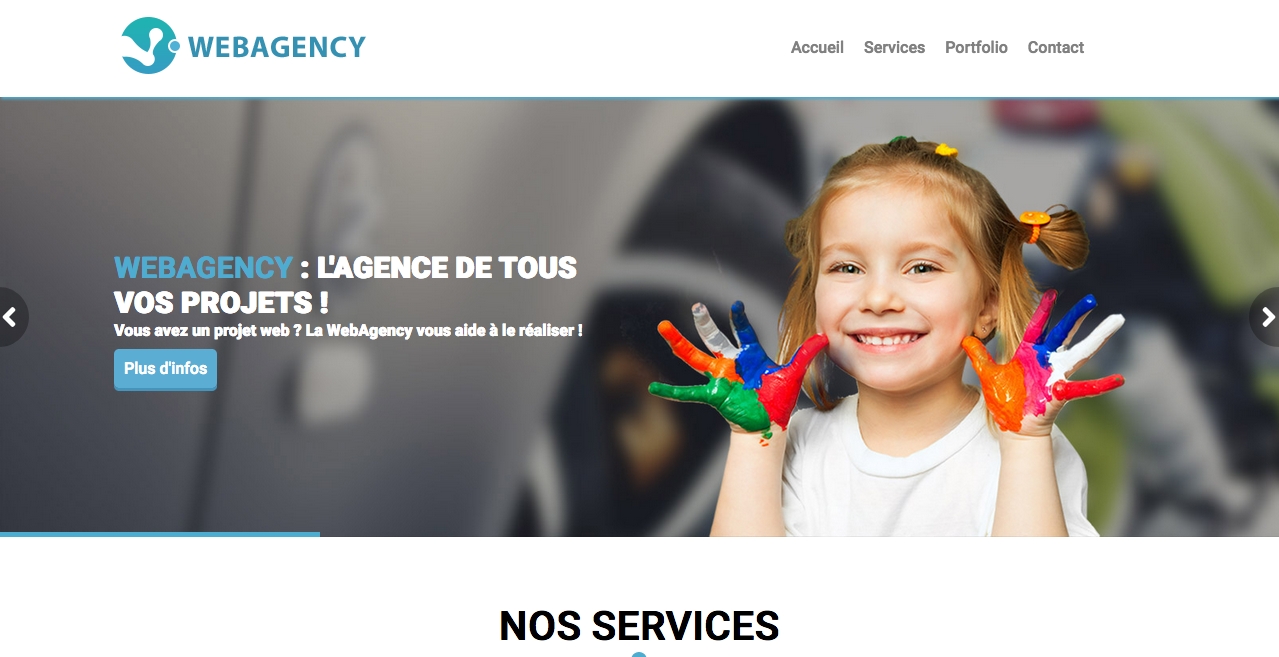 WEBAGENCY
Accueil Services Portfolio Contact
WEBAGENCY : L'AGENCE DE TOUS
VOS PROJETS !
Vous avez un projet web ? La WebAgency vous aide à le réaliser !
Plus d'infos
NOS SERVICES